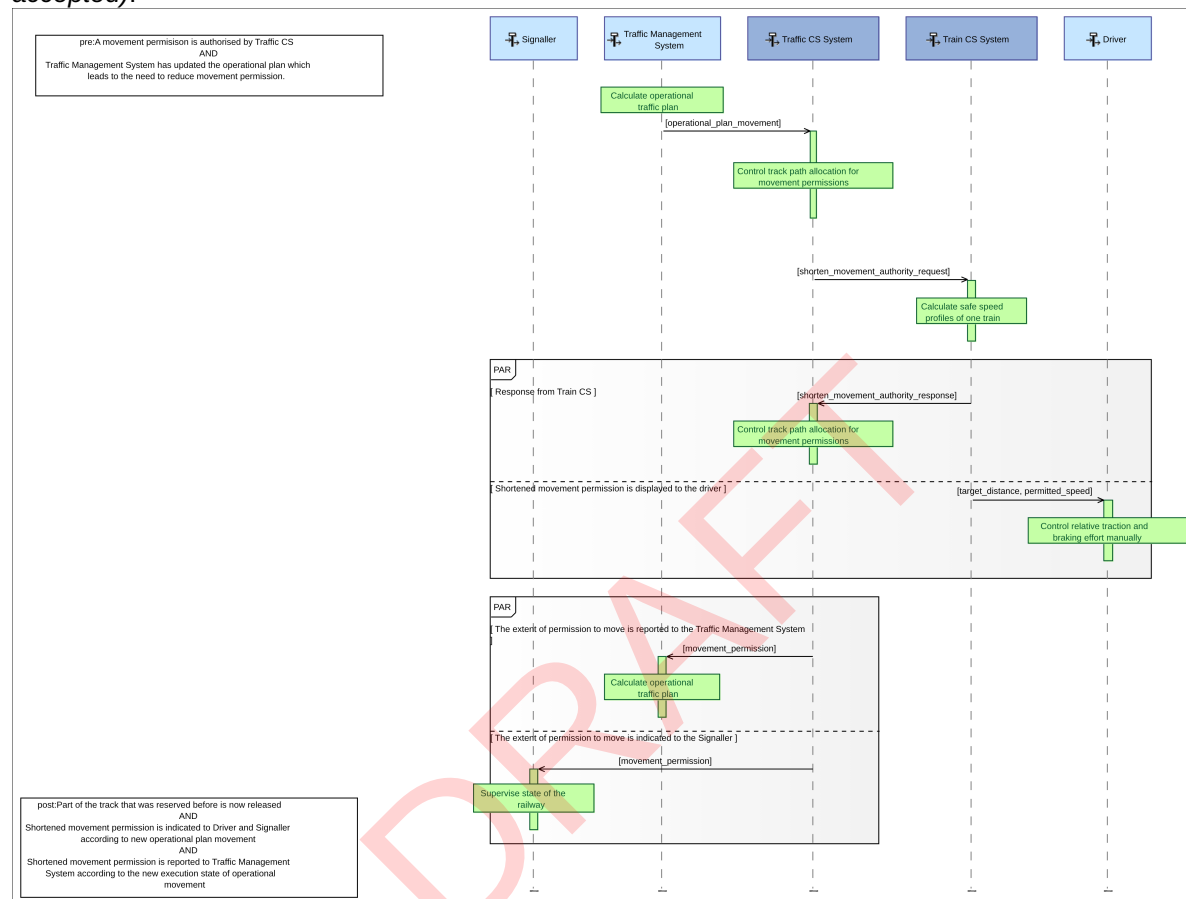 accepted).
Signaller
Traffic Management
System
Traffic CS System
Train CS System
Driver
pre:A movement permisison is authorised by Traffic CS
AND
Traffic Management System has updated the operational plan which
leads to the need to reduce movement permission.
Calculate operational
traffic plan
[operational_plan_movement]
Control track path allocation for
movement permissions
[shorten_movement_authority_request]
Calculate safe speed
profiles of one train
PAR
[ Response from Train CS ]
[shorten_movement_authority_response]
Control track path allocation for
movement permissions
[ Shortened movement permission is displayed to the driver ]
[target_distance, permitted_speed]
Control relative traction and
braking effort manually
PAR
[ The extent of permission to move is reported to the Traffic Management System
]
[movement_permission]
Calculate operational
traffic plan
[ The extent of permission to move is indicated to the Signaller ]
[movement_permission]
Supervise state of the
railway
post:Part of the track that was reserved before is now released
AND
Shortened movement permission is indicated to Driver and Signaller
according to new operational plan movement
AND
Shortened movement permission is reported to Traffic Management
System according to the new execution state of operational
movement
DRAFT